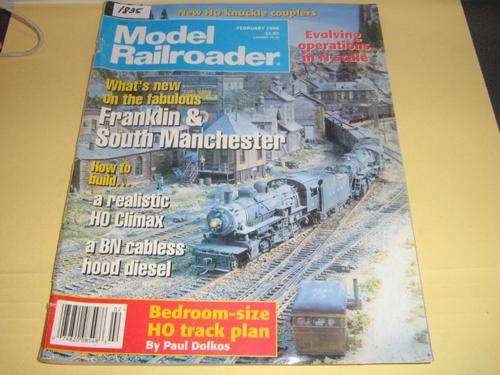 1895
New HO knuckle couplers
Model
Railroader
FEBRUARY 1998
Evolving
operations
in N scale
What's new
on the fabulous
Franklin &
South Manchester
How to
build...
a realistic
HO Climax
a BN cabless
hood diesel
Bedroom-size
HO track plan
By Paul Dolkos
02